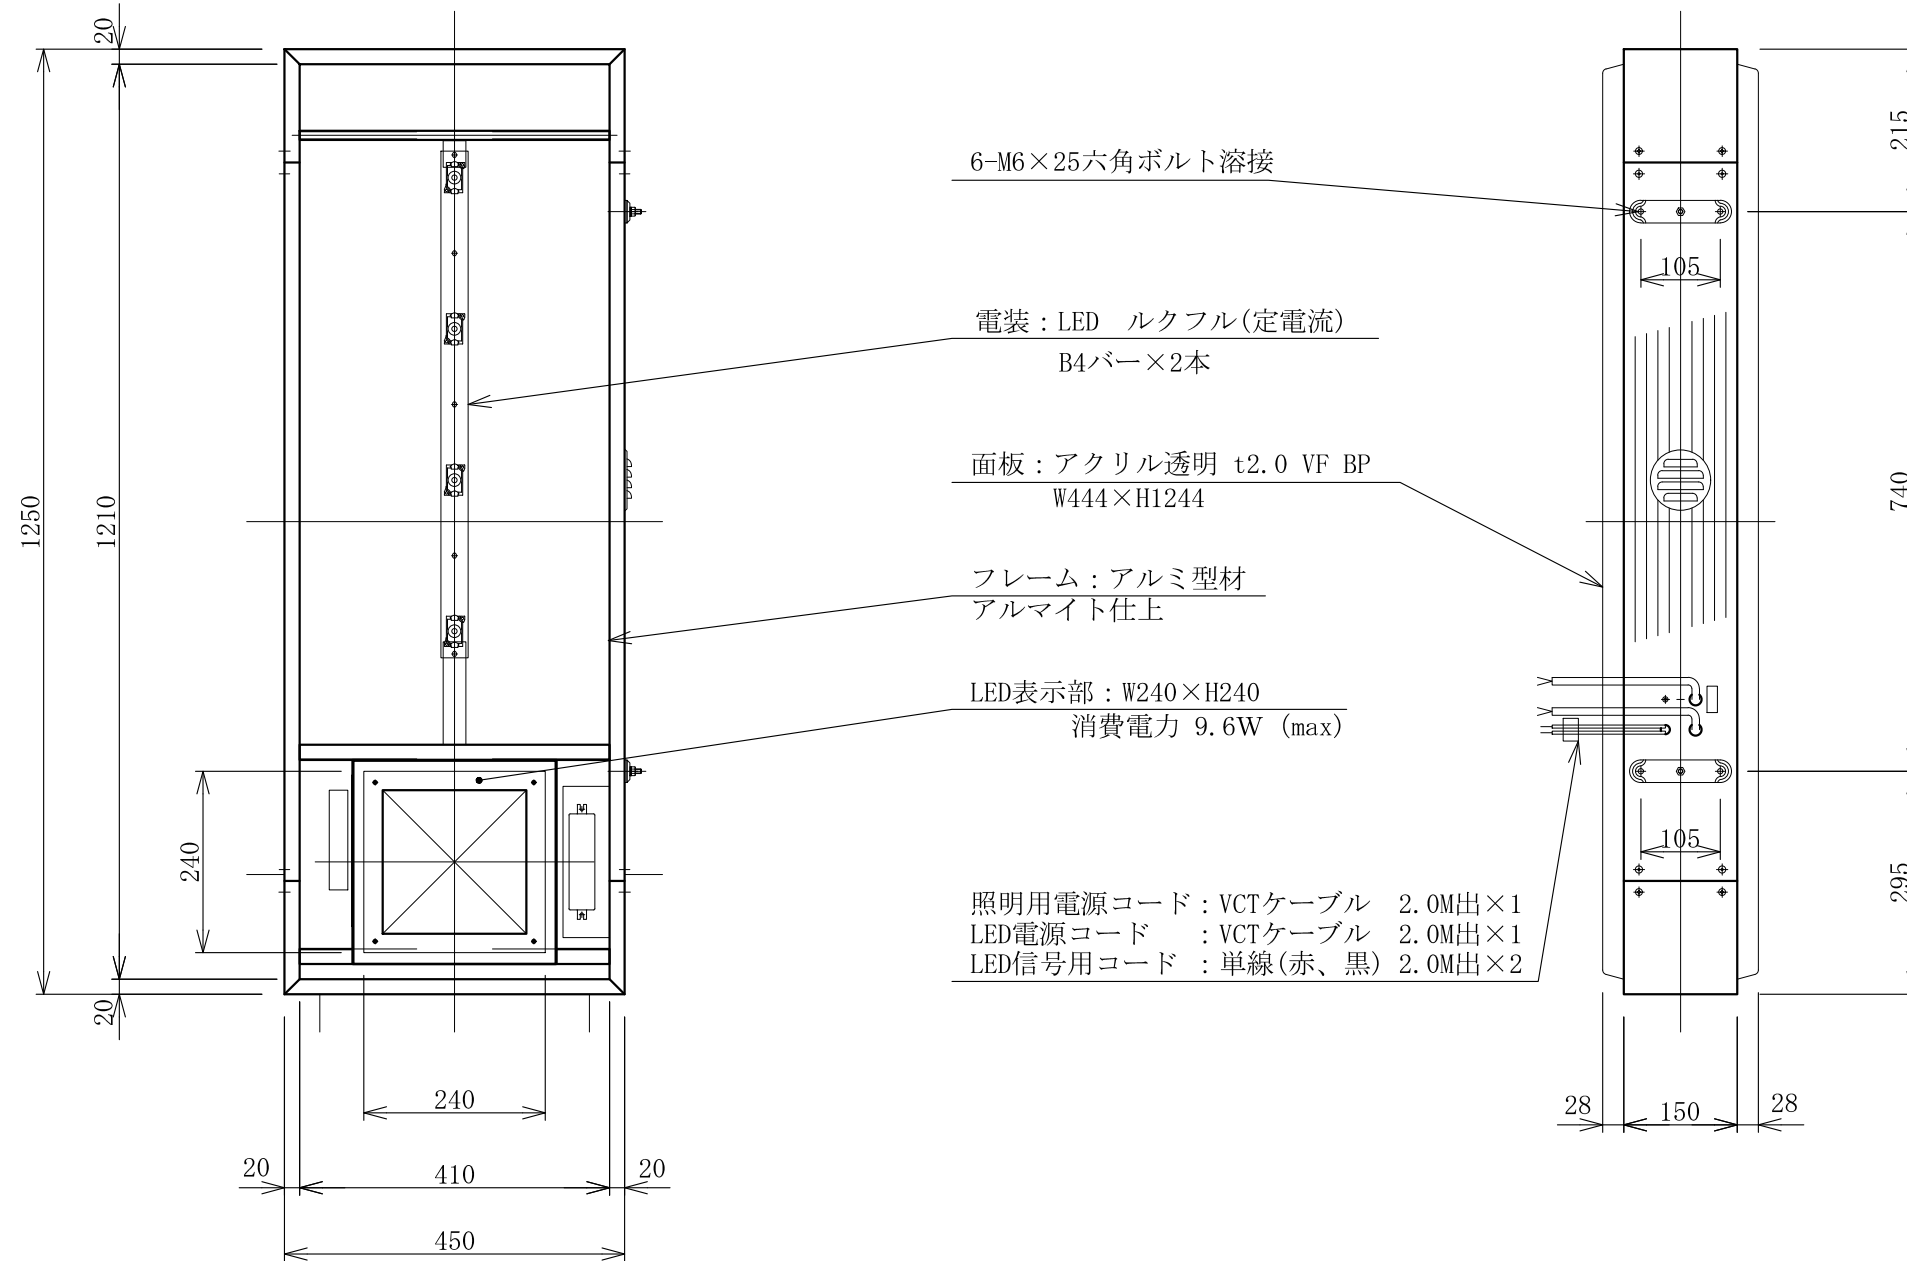 20
1250
1210
240
20
240
20
410
20
450
6-M6×25六角ボルト溶接
電装：LED　ルクフル(定電流)
B4バー×2本
面板：アクリル透明 t2.0 VF BP
W444×H1244
フレーム：アルミ型材
アルマイト仕上
LED表示部：W240×H240
消費電力 9.6W (max)
照明用電源コード：VCTケーブル　2.0M出×1
LED電源コード　　：VCTケーブル　2.0M出×1
LED信号用コード　：単線(赤、黒) 2.0M出×2
105
105
215
740
295
28
150
28